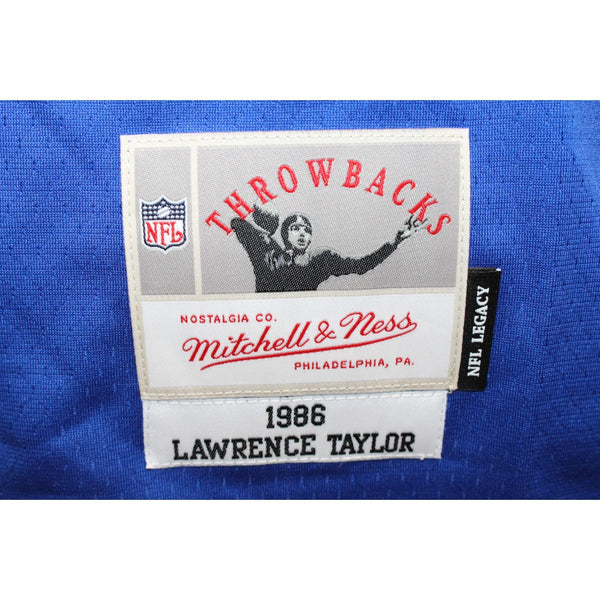 THROWBACKS
NFL
NOSTALGIA CO.
Mitchell & Ness
PHILADELPHIA, PA.
NFL LEGACY
1986
LAWRENCE TAYLOR